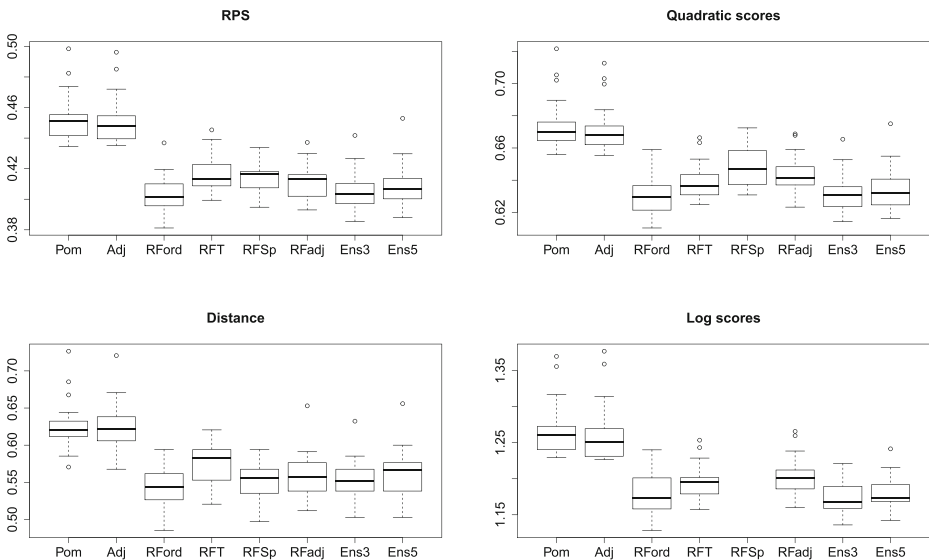 RPS
0.50
0.46
0.42
0.38
Pom Adj RFord RFT RFSp RFadj Ens3 Ens5
Quadratic scores
0.70
0.66
0.62
Pom Adj RFord RFT RFSp RFadj Ens3 Ens5
Distance
0.70
0.65
0.60
0.55
0.50
Pom Adj RFord RFT RFSp RFadj Ens3 Ens5
Log scores
1.35
1.25
1.15
Pom Adj RFord RFT RFSp RFadj Ens3 Ens5